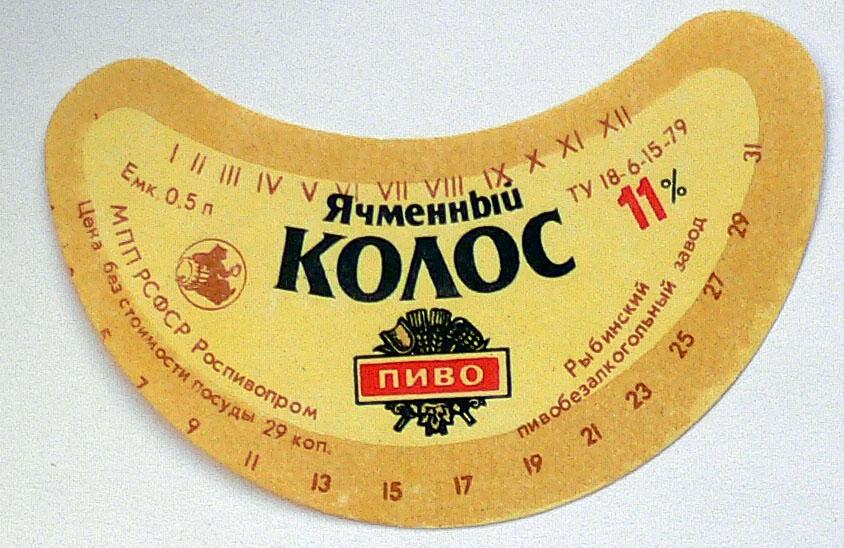 I II III IV V VI VII VIII IX X XI XII
Емк. 0,5 л
ТУ 18-6-15-79
11%
Ячменный
КОЛОС
ПИВО
МПП РСФСР Роспивопром
Цена без стоимости посуды 29 коп.
Рыбинский
пивобезалкогольный завод
7 9 11 13 15 17 19 21 23 25 27 29 31